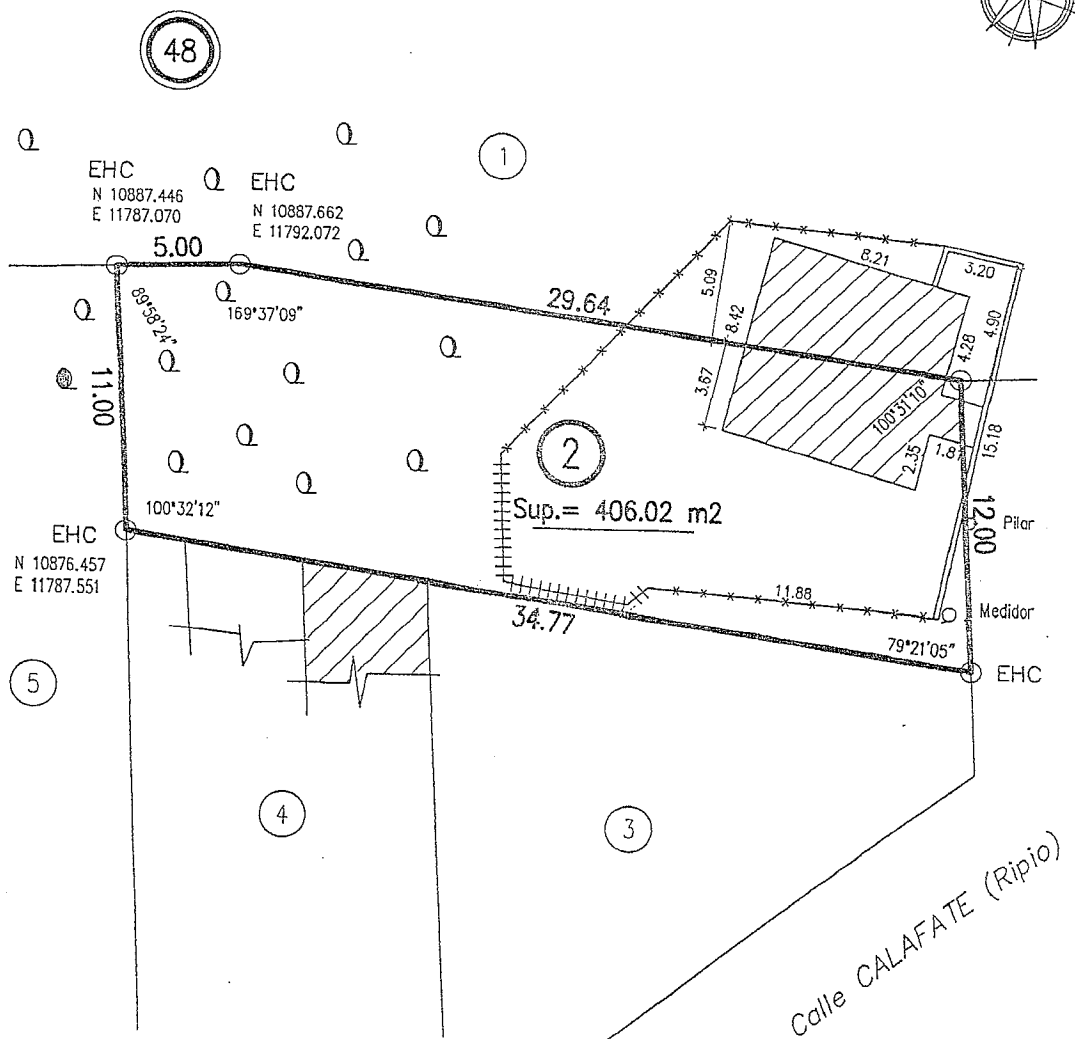 48
1
EHC
N 10887.446
E 11787.070
EHC
N 10887.662
E 11792.072
5.00
89°58'24"
169°37'09"
11.00
29.64
5.09
8.42
8.21
3.20
4.90
4.28
3.67
100°31'10"
2.35
1.81
15.18
2
Sup.= 406.02 m2
12.00
Pilar
100°32'12"
EHC
N 10876.457
E 11787.551
11.88
Medidor
34.77
79°21'05"
EHC
5
4
3
Calle CALAFATE (Ripio)